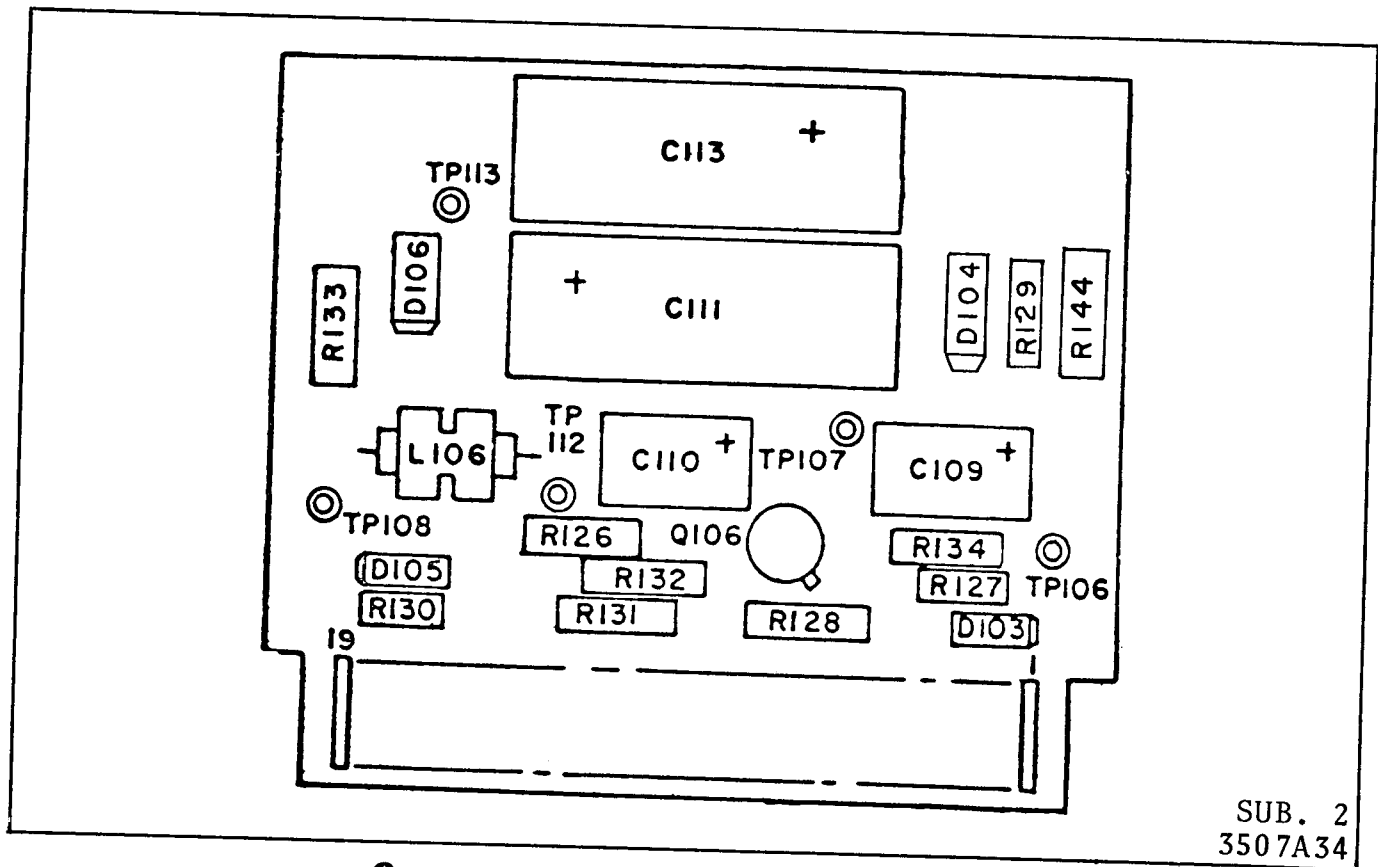 C113 +
TP113
D106
R133
+ C111
D104
R129
R144
L106
TP
112
C110 +
TP107
C109 +
TP108
R126
Q106
R134
TP106
D105
R132
R127
R130
R131
R128
D103
19
1
SUB. 2
3507A34